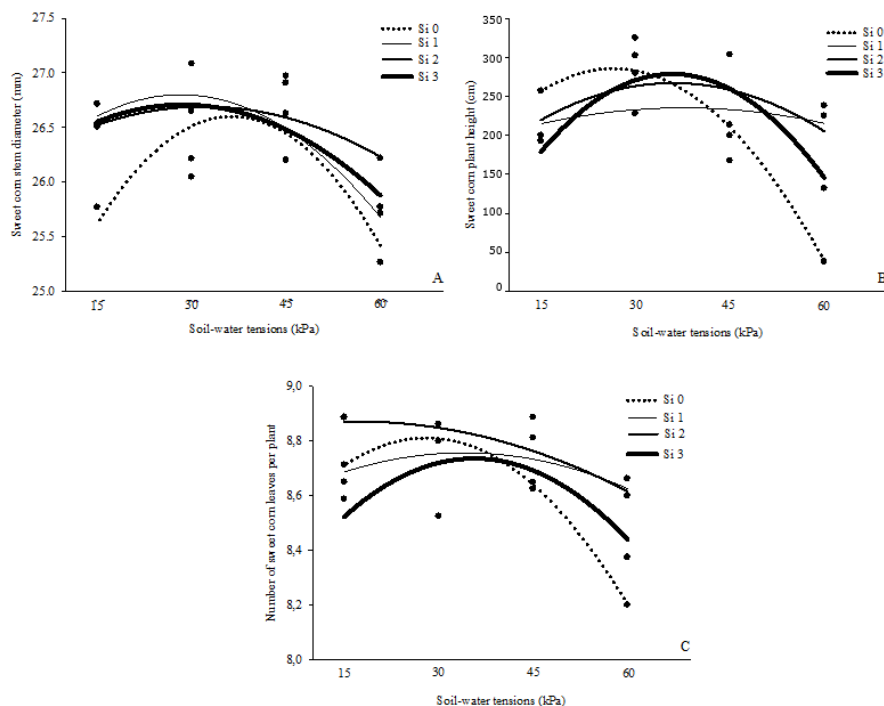 Sweet corn stem diameter (mm)
27.5
27.0
26.5
26.0
25.5
25.0
15
30
45
60
Soil-water tensions (kPa)
Si 0
Si 1
Si 2
Si 3
A
Sweet corn plant height (cm)
350
300
250
200
150
100
50
0
15
30
45
60
Soil-water tensions (kPa)
Si 0
Si 1
Si 2
Si 3
B
Number of sweet corn leaves per plant
9,0
8,8
8,6
8,4
8,2
8,0
15
30
45
60
Soil-water tensions (kPa)
Si 0
Si 1
Si 2
Si 3
C